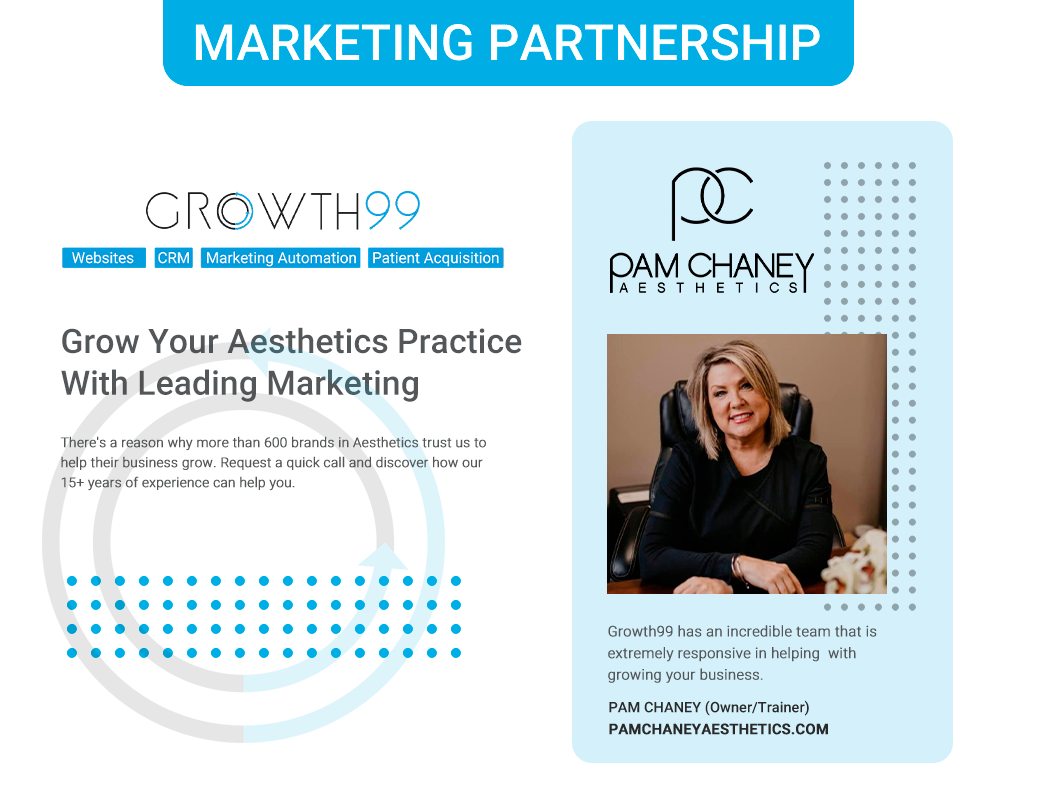 MARKETING PARTNERSHIP
GROWTH99
Websites CRM Marketing Automation Patient Acquisition
Grow Your Aesthetics Practice
With Leading Marketing
There's a reason why more than 600 brands in Aesthetics trust us to
help their business grow. Request a quick call and discover how our
15+ years of experience can help you.
PC
PAM CHANEY
AESTHETICS
Growth99 has an incredible team that is
extremely responsive in helping with
growing your business.
PAM CHANEY (Owner/Trainer)
PAMCHANEYAESTHETICS.COM